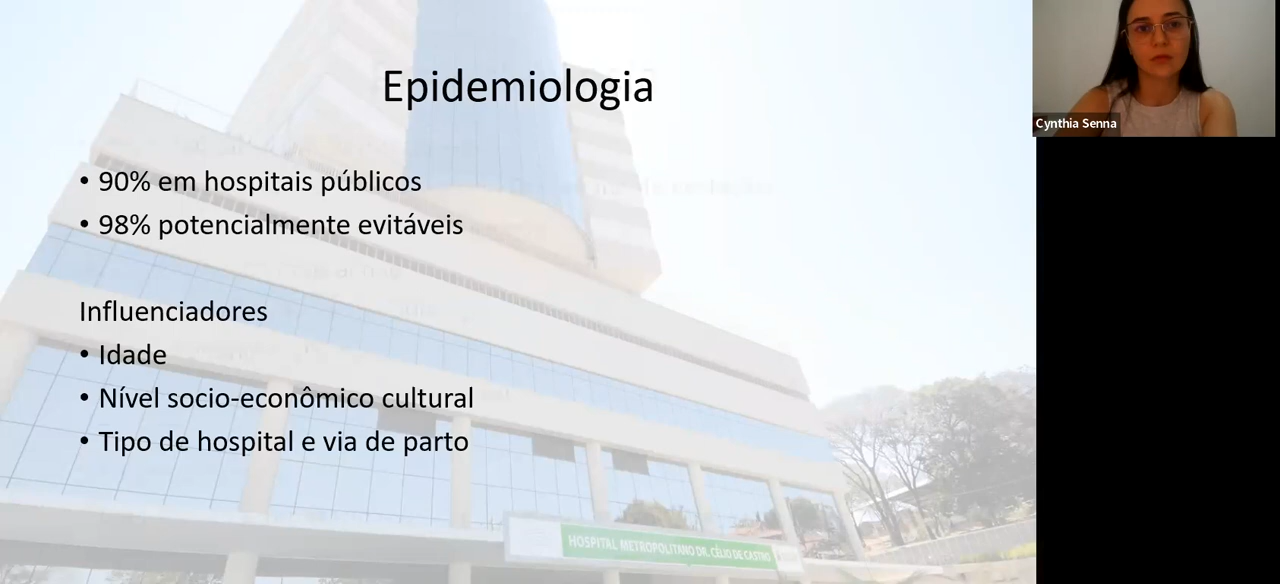 Epidemiologia
• 90% em hospitais públicos
• 98% potencialmente evitáveis
Influenciadores
• Idade
• Nível socio-econômico cultural
• Tipo de hospital e via de parto
HOSPITAL METROPOLITANO DR. CÉLIO DE CASTRO
Cynthia Senna